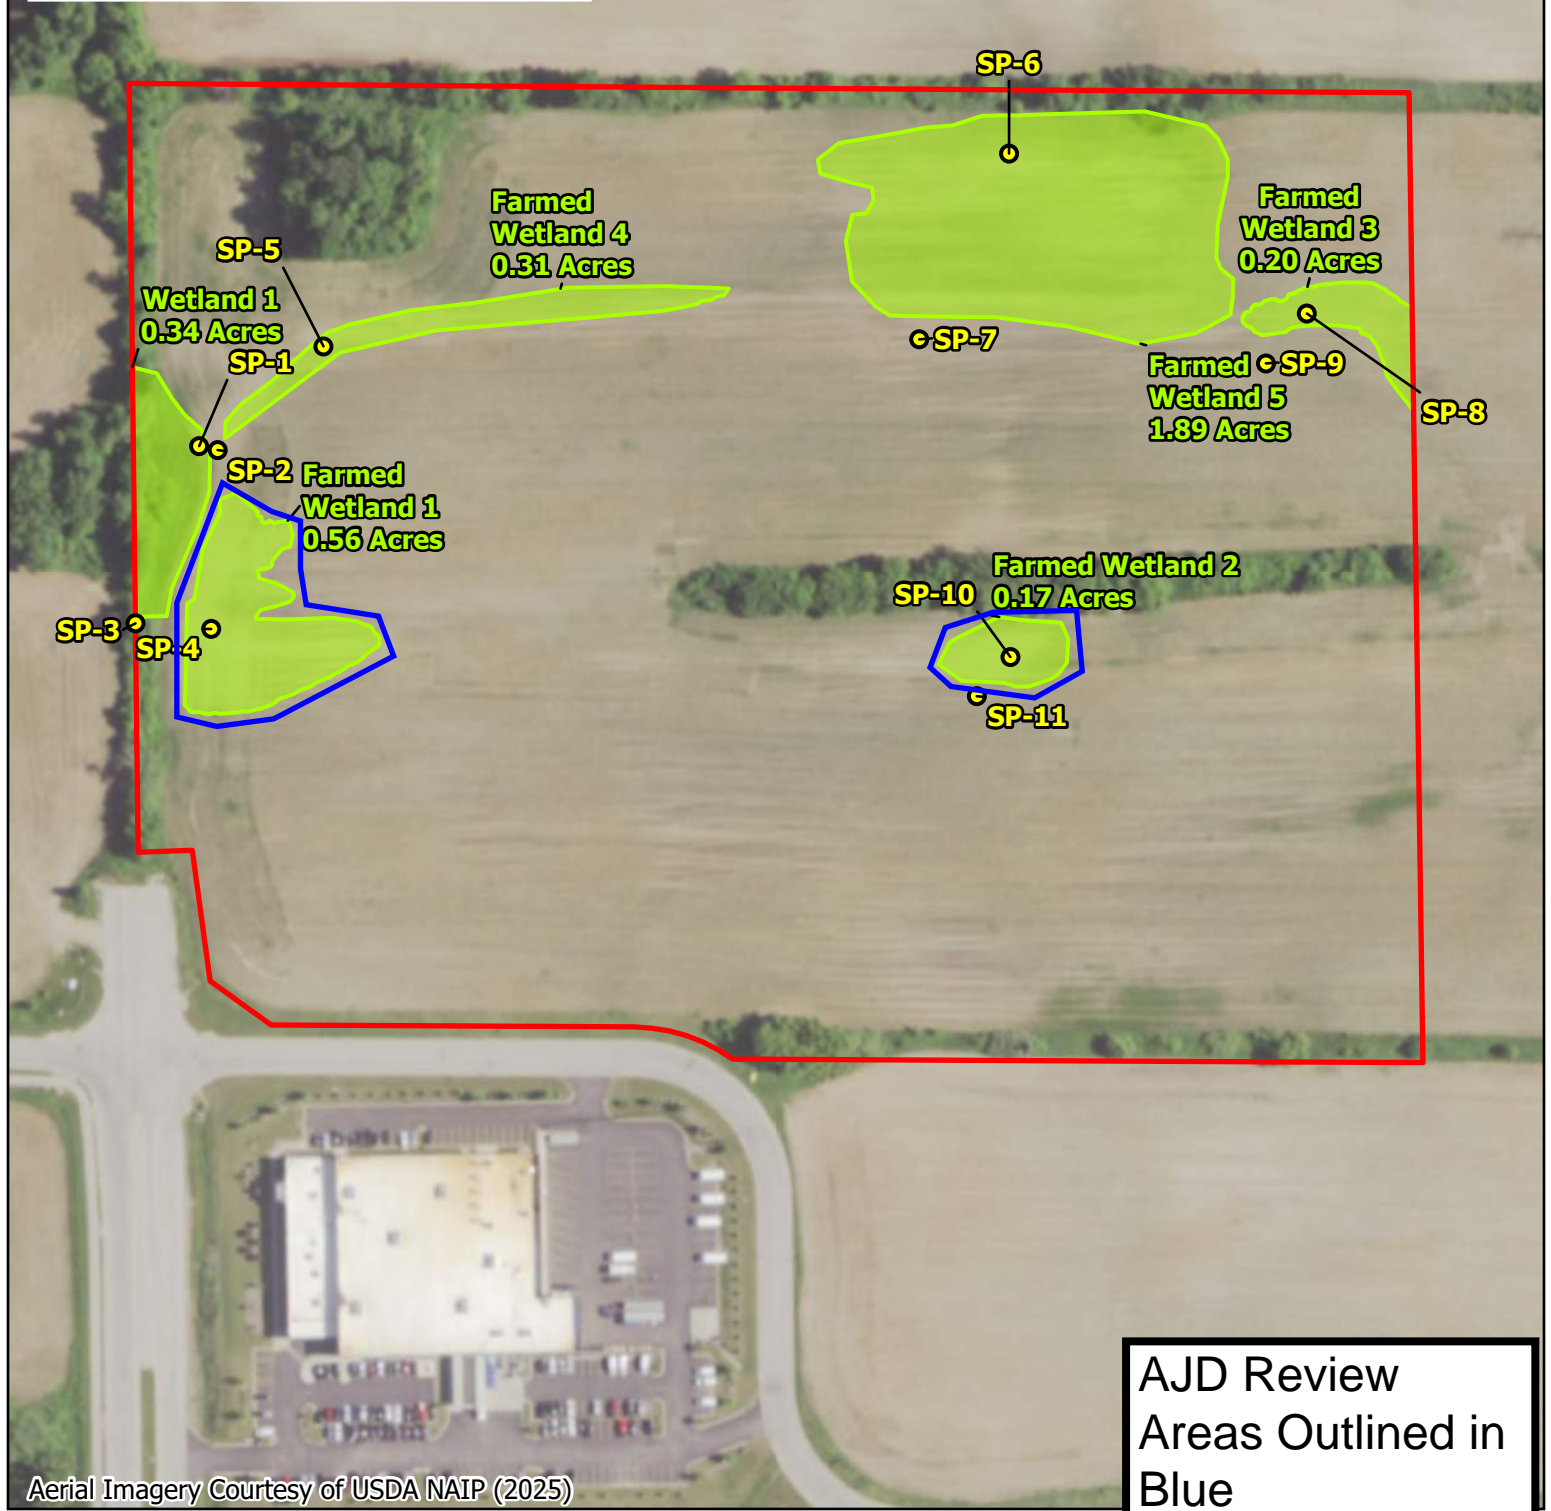 SP-6
Farmed
Wetland 4
0.31 Acres
Farmed
Wetland 3
0.20 Acres
SP-5
Wetland 1
0.34 Acres
SP-1
SP-7
Farmed
Wetland 5
1.89 Acres
SP-9
SP-8
SP-2
Farmed
Wetland 1
0.56 Acres
Farmed Wetland 2
0.17 Acres
SP-10
SP-3
SP-4
SP-11
AJD Review
Areas Outlined in
Blue
Aerial Imagery Courtesy of USDA NAIP (2025)